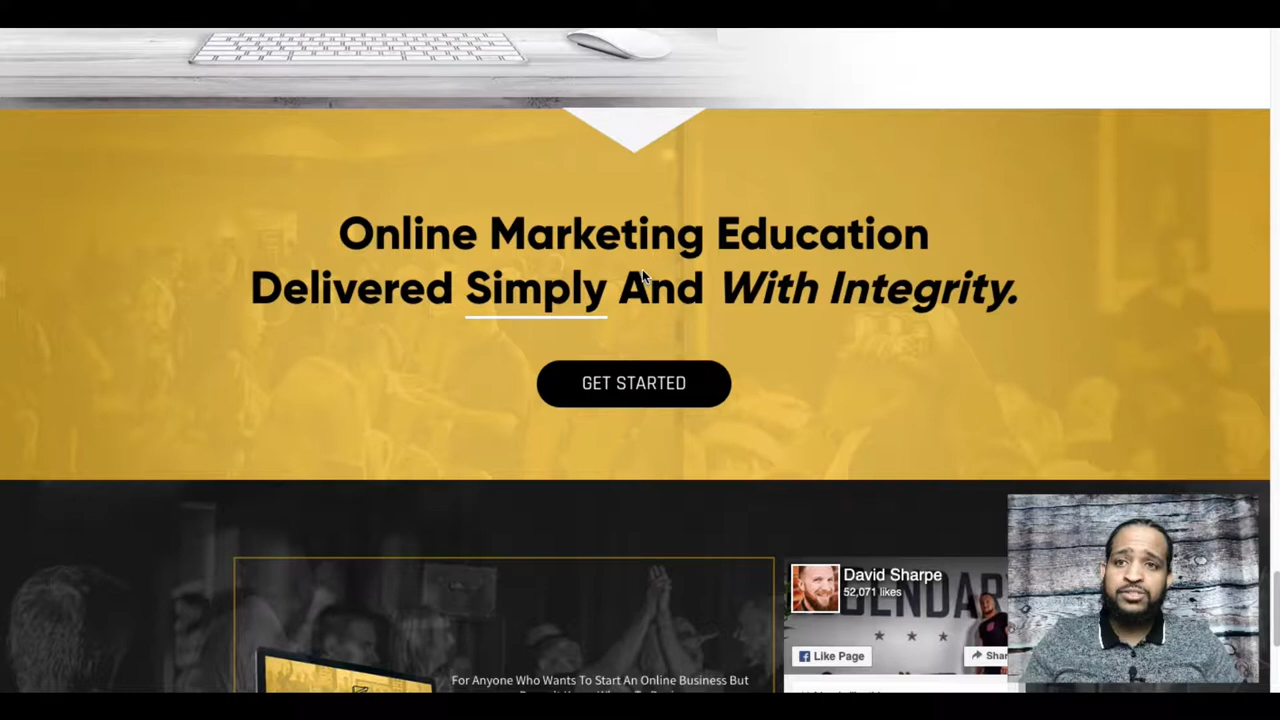 Online Marketing Education
Delivered Simply And With Integrity.
GET STARTED
David Sharpe
52,071 likes
Like Page
For Anyone Who Wants To Start An Online Business But